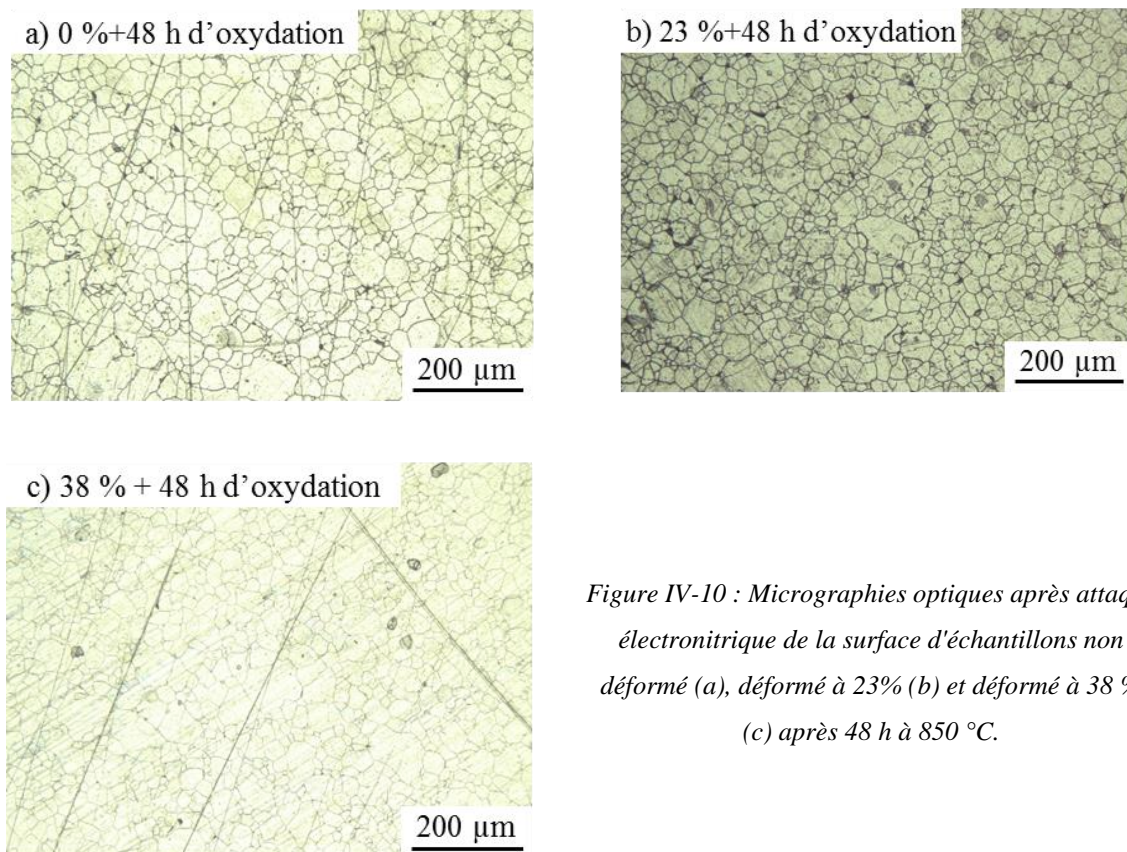 a) 0 %+48 h d’oxydation
b) 23 %+48 h d’oxydation
200 µm
200 µm
c) 38 % + 48 h d’oxydation
200 µm
Figure IV-10 : Micrographies optiques après attaq
électronitrique de la surface d'échantillons non
déformé (a), déformé à 23% (b) et déformé à 38 %
(c) après 48 h à 850 °C.